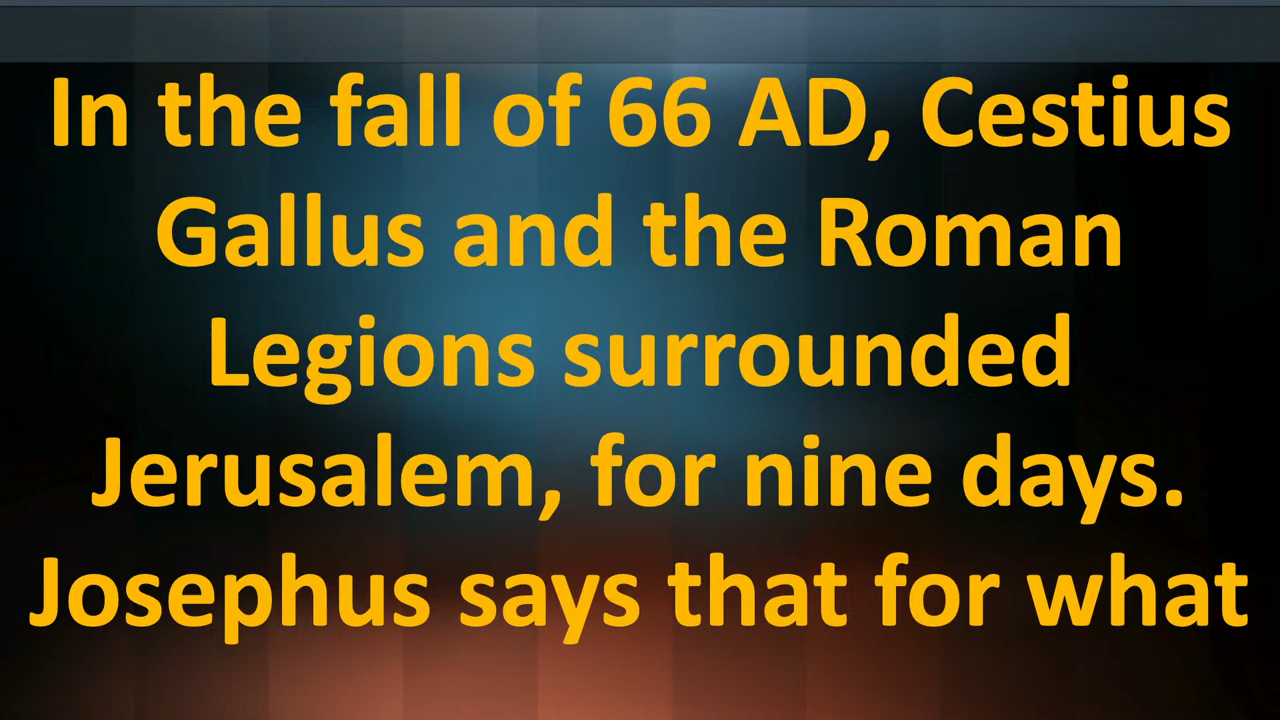 In the fall of 66 AD, Cestius
Gallus and the Roman
Legions surrounded
Jerusalem, for nine days.
Josephus says that for what